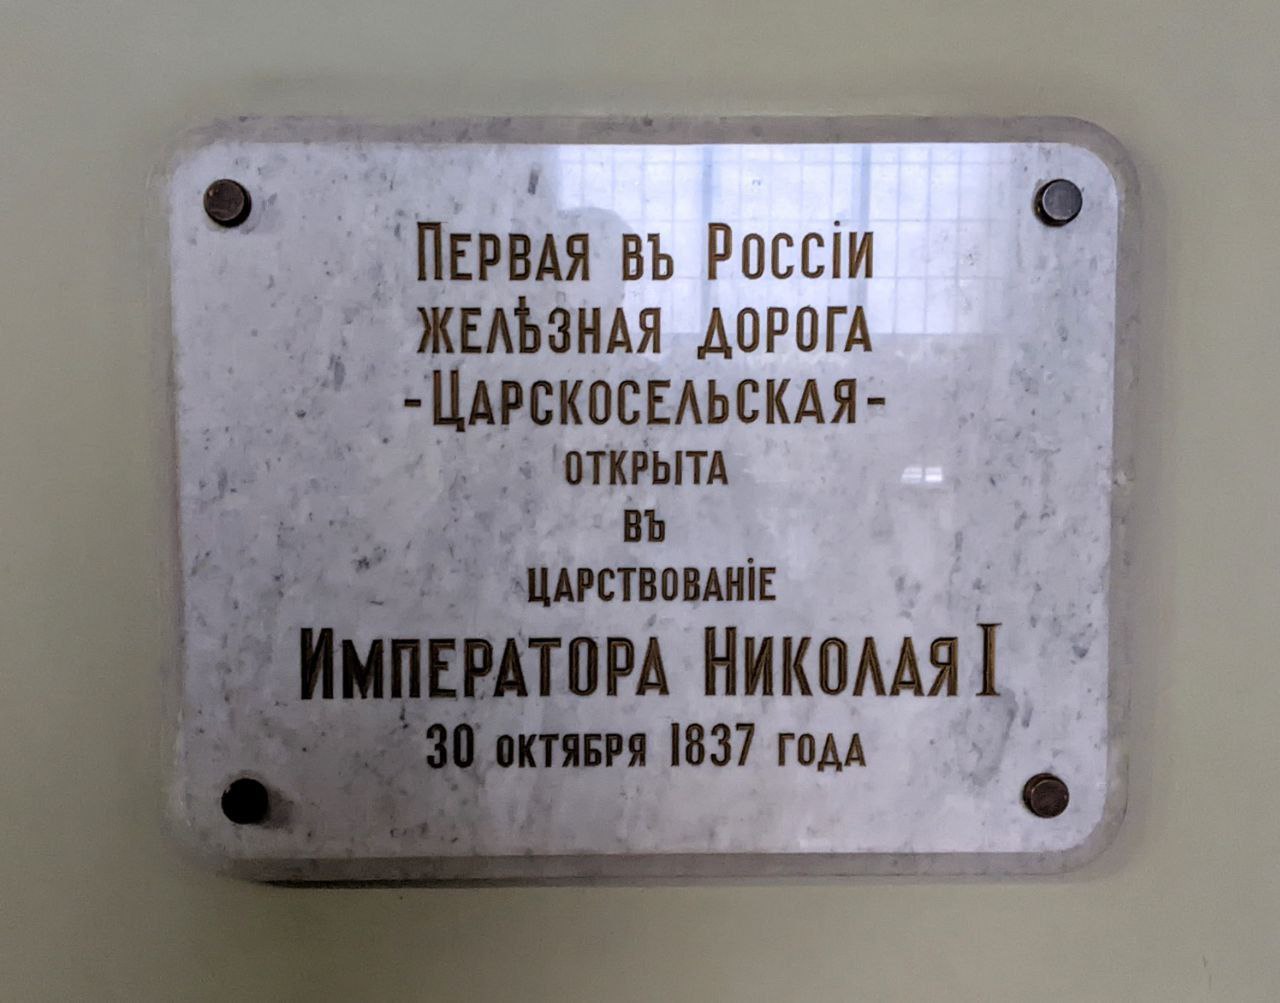 Первая въ Россіи
желѣзная дорога
-Царскосельская-
открыта
въ
царствованіе
Императора Николая I
30 октября 1837 года